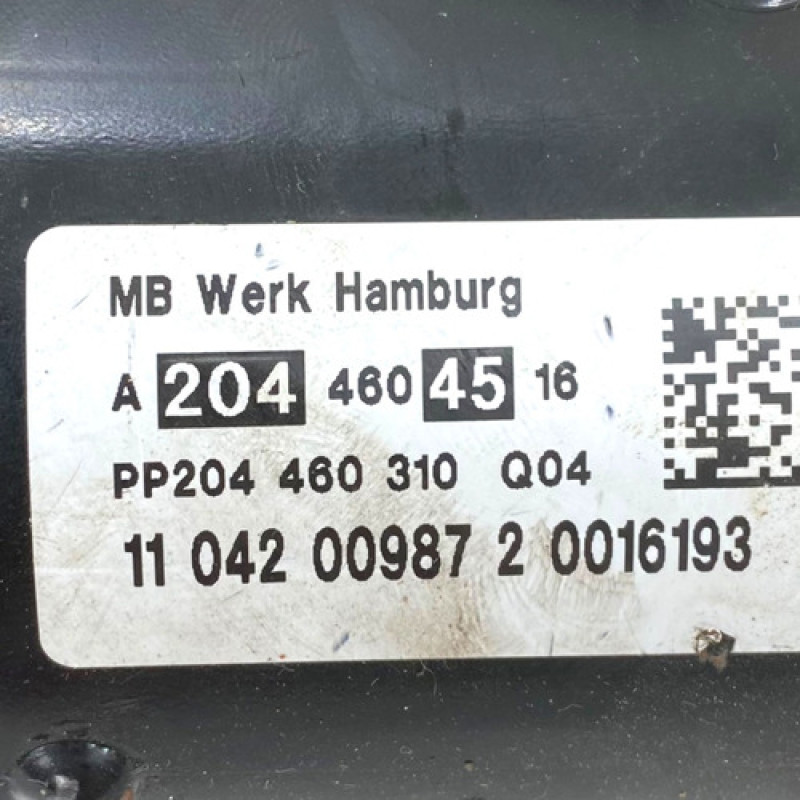 MB Werk Hamburg
A 204 460 45 16
PP204 460 310 Q04
11 042 00987 2 0016193